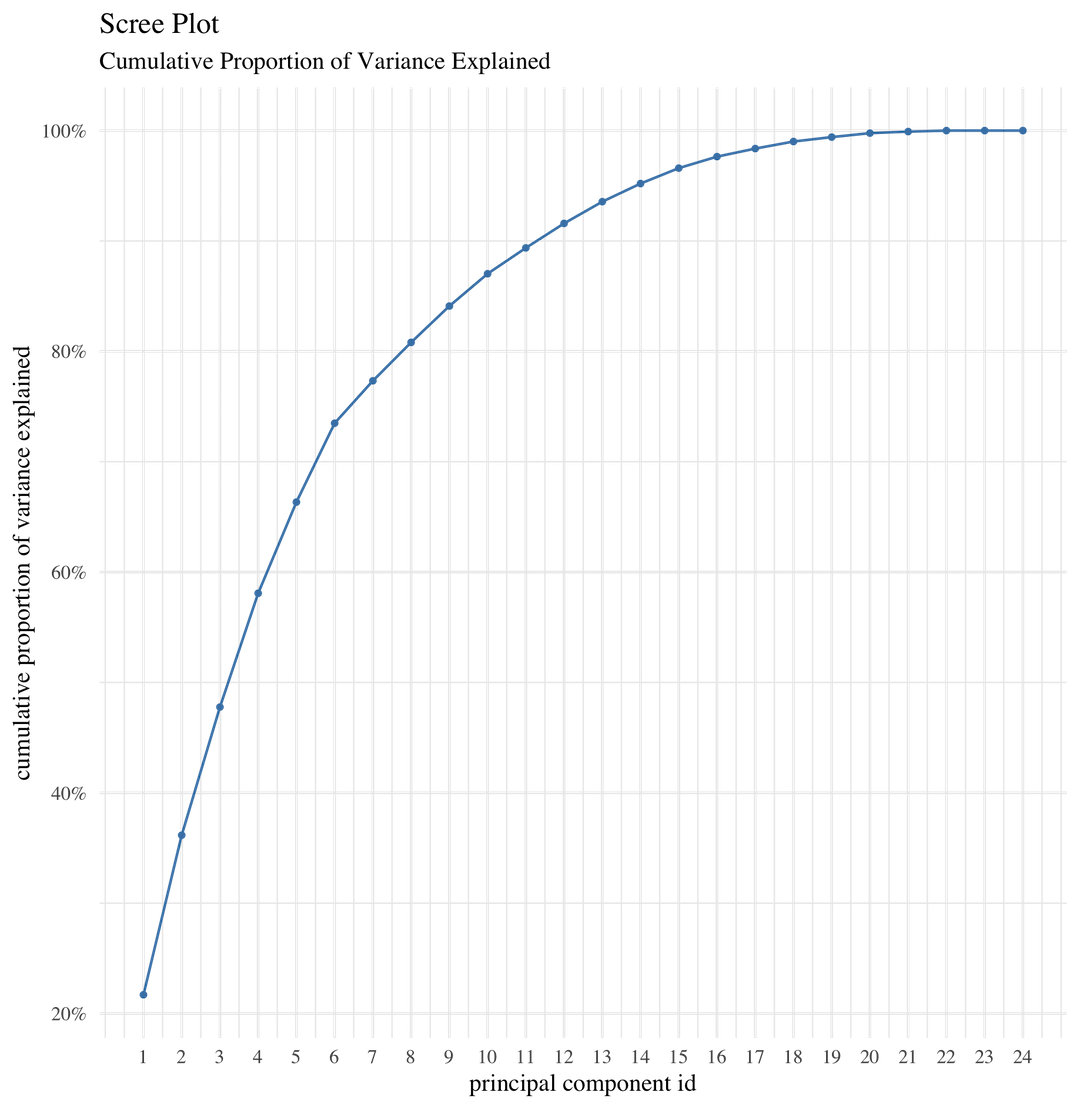 Scree Plot
Cumulative Proportion of Variance Explained
cumulative proportion of variance explained
100%
80%
60%
40%
20%
1 2 3 4 5 6 7 8 9 10 11 12 13 14 15 16 17 18 19 20 21 22 23 24
principal component id